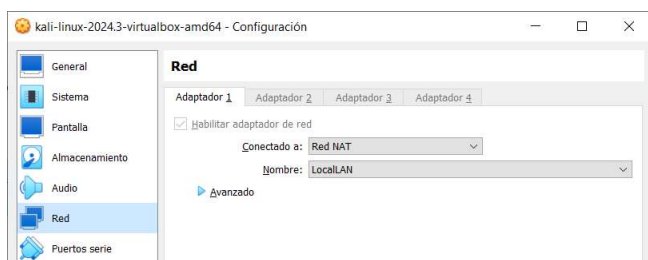 kali-linux-2024.3-virtualbox-amd64 - Configuración
General
Sistema
Pantalla
Almacenamiento
Audio
Red
Puertos serie
Red
Adaptador 1 Adaptador 2 Adaptador 3 Adaptador 4
Habilitar adaptador de red
Conectado a: Red NAT
Nombre: LocalLAN
Avanzado